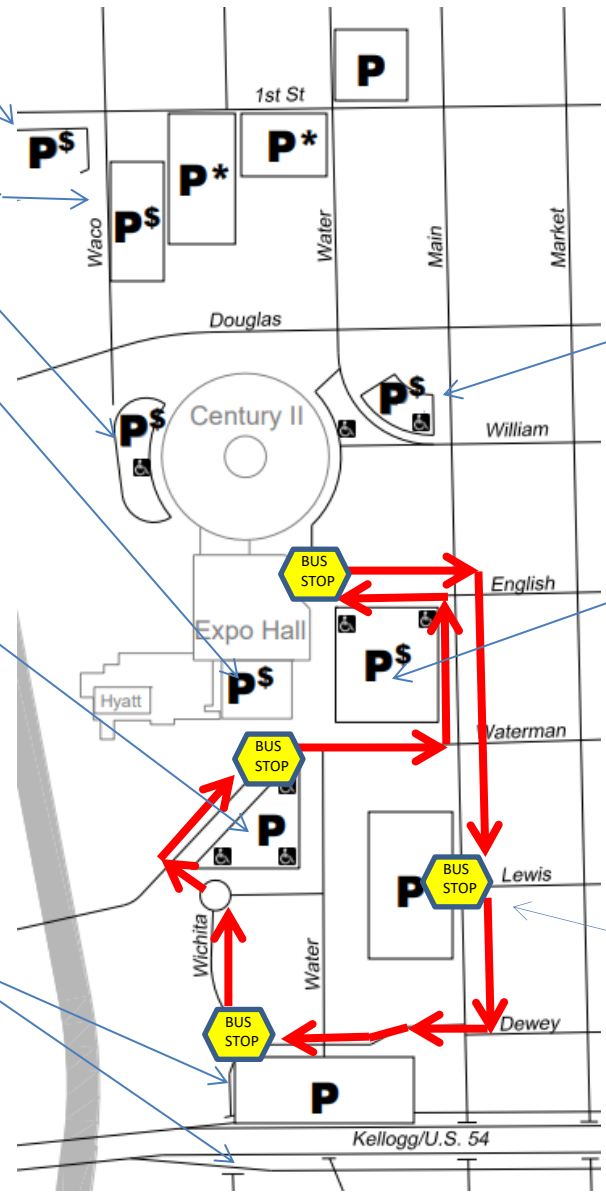 P
1st St
P$
P*
P*
P$
Waco
Water
Main
Market
Douglas
P$
P$
Century II
William
BUS
STOP
English
Expo Hall
P$
P$
Hyatt
Waterman
BUS
STOP
P
P
BUS
STOP
Lewis
Wichita
Water
BUS
STOP
Dewey
P
Kellogg/U.S. 54